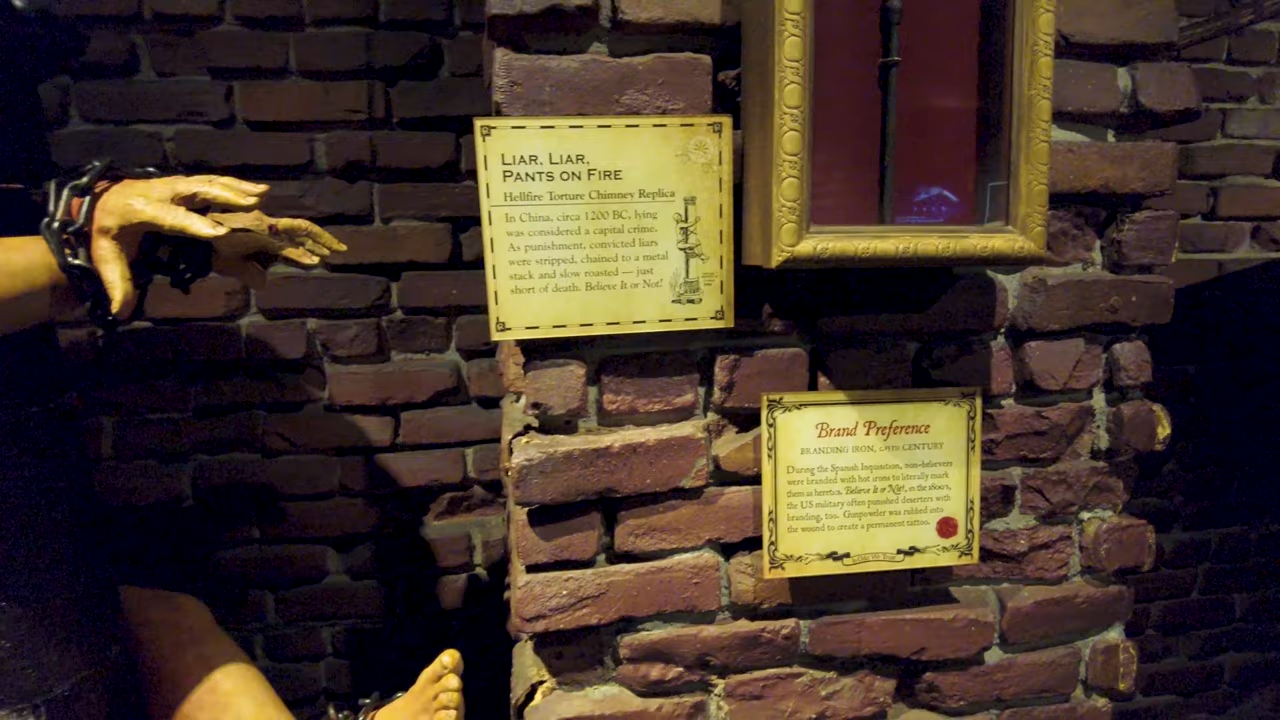 LIAR, LIAR,
PANTS ON FIRE
Hellfire Torture Chimney Replica
In China, circa 1200 BC, lying
was considered a capital crime.
As punishment, convicted liars
were stripped, chained to a metal
stack and slow roasted — just
short of death. Believe It or Not!
Brand Preference
BRANDING IRON, CENTURY
During the Spanish Inquisition, non-believers
were branded with hot irons to literally mark
them as heretics. Believe It or Not!, in the 1800's,
the US military often punished deserters with
branding, too. Gunpowder was rubbed into
the wound to create a permanent tattoo.